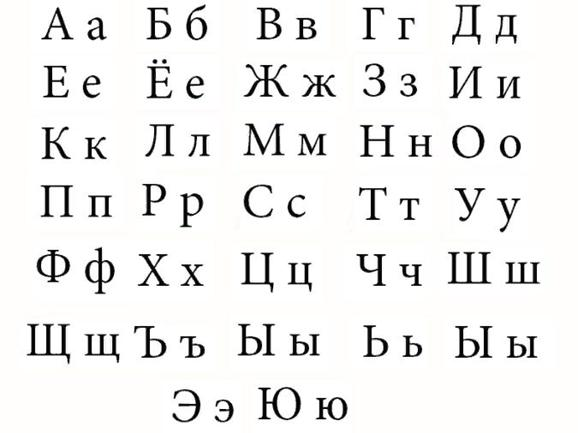 А а Б б В в Г г Д д
Е е Ё е Ж ж З з И и
К к Л л М м Н н О о
П п Р р С с Т т У у
Ф ф Х х Ц ц Ч ч Ш ш
Щ щ Ъ ъ Ы ы Ь ь Ы ы
Э э Ю ю